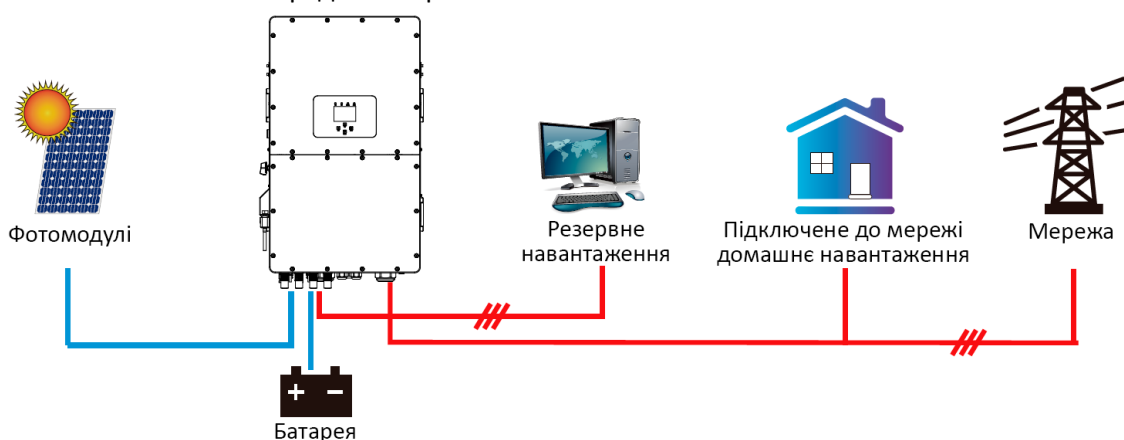 Фотомодулі
Резервне
навантаження
Підключене до мережі
домашнє навантаження
Мережа
Батарея